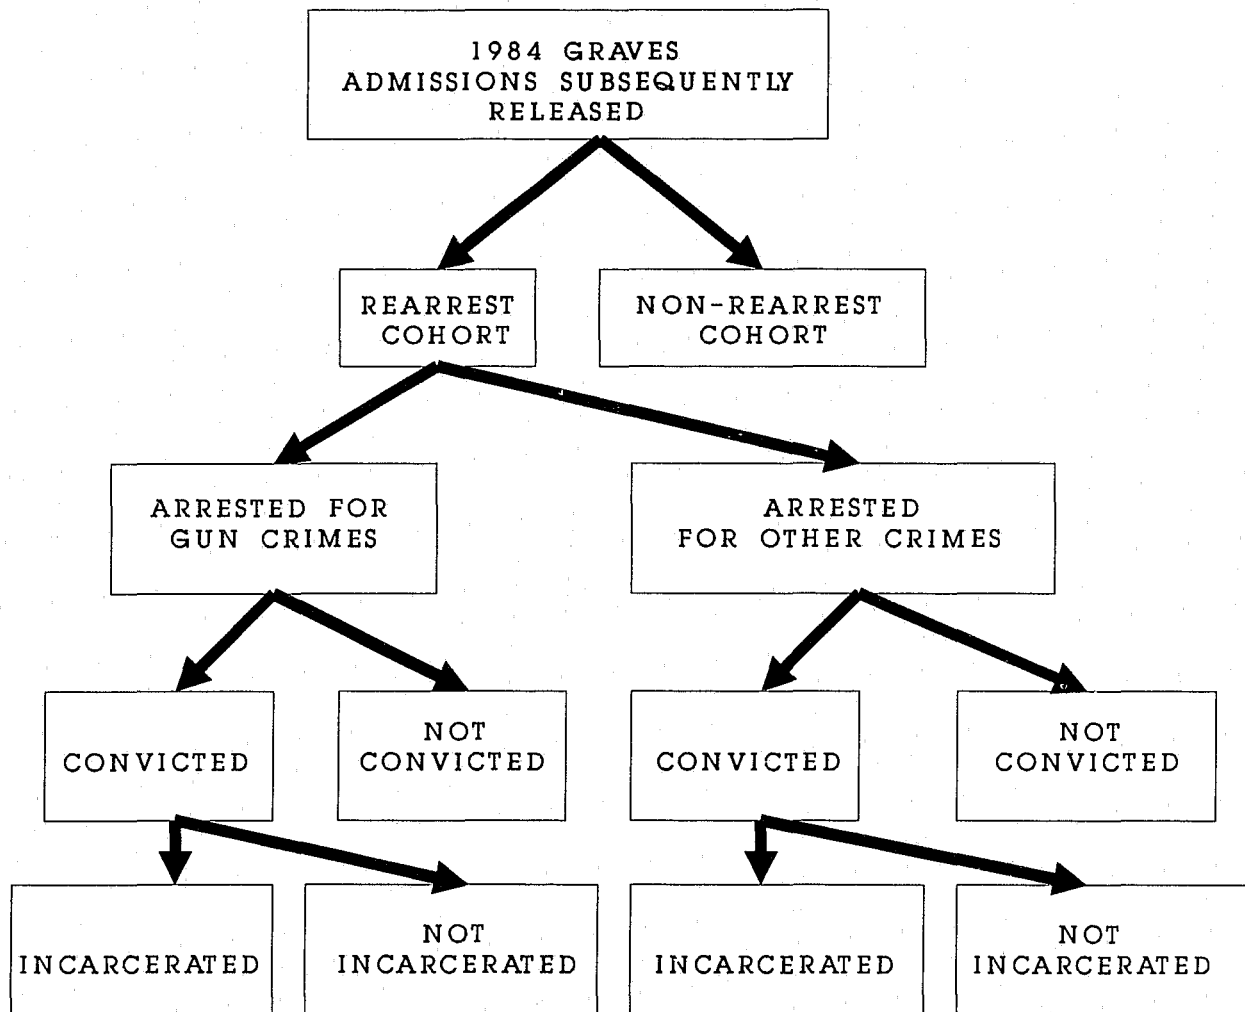 1984 GRAVES
ADMISSIONS SUBSEQUENTLY
RELEASED
REARREST
COHORT
NON-REARREST
COHORT
ARRESTED FOR
GUN CRIMES
ARRESTED
FOR OTHER CRIMES
CONVICTED
NOT
CONVICTED
CONVICTED
NOT
CONVICTED
INCARCERATED
NOT
INCARCERATED
INCARCERATED
NOT
INCARCERATED